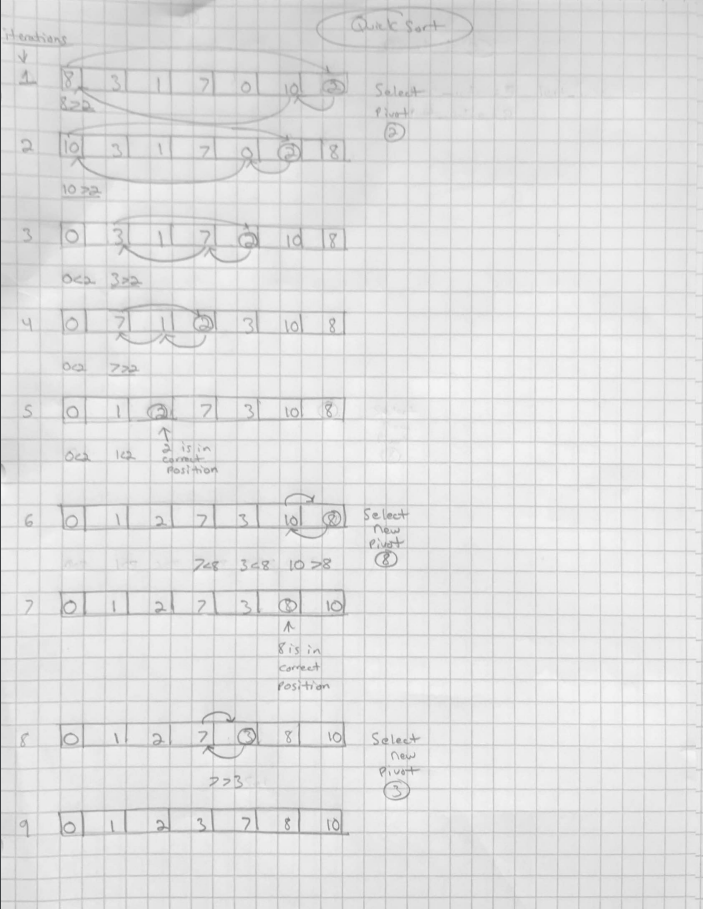 Quick Sort
iterations
1 8 3 1 7 0 10 2
8>2
Select
Pivot
2
2 10 3 1 7 0 2 8
10>2
3 0 3 1 7 2 10 8
0<2 3>2
4 0 7 1 2 3 10 8
0<2 7>2
5 0 1 2 7 3 10 8
0<2 1<2
2 is in
correct
Position
6 0 1 2 7 3 10 8
Select
new
Pivot
8
7<8 3<8 10>8
7 0 1 2 7 3 8 10
8 is in
correct
Position
8 0 1 2 7 3 8 10
Select
new
Pivot
3
7>3
9 0 1 2 3 7 8 10